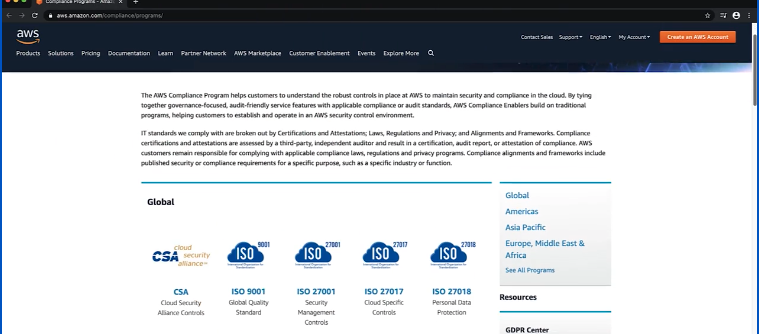 Compliance Programs - Amaz
aws.amazon.com/compliance/programs/
aws
Contact Sales Support English My Account Create an AWS Account
Products Solutions Pricing Documentation Learn Partner Network AWS Marketplace Customer Enablement Events Explore More
The AWS Compliance Program helps customers to understand the robust controls in place at AWS to maintain security and compliance in the cloud. By tying
together governance-focused, audit-friendly service features with applicable compliance or audit standards, AWS Compliance Enablers build on traditional
programs, helping customers to establish and operate in an AWS security control environment.
IT standards we comply with are broken out by Certifications and Attestations; Laws, Regulations and Privacy; and Alignments and Frameworks. Compliance
certifications and attestations are assessed by a third-party, independent auditor and result in a certification, audit report, or attestation of compliance. AWS
customers remain responsible for complying with applicable compliance laws, regulations and privacy programs. Compliance alignments and frameworks include
published security or compliance requirements for a specific purpose, such as a specific industry or function.
Global
CSA cloud security alliance
ISO 9001
ISO 27001
ISO 27017
ISO 27018
CSA
Cloud Security
Alliance Controls
ISO 9001
Global Quality
Standard
ISO 27001
Security
Management
Controls
ISO 27017
Cloud Specific
Controls
ISO 27018
Personal Data
Protection
Global
Americas
Asia Pacific
Europe, Middle East &
Africa
See All Programs
Resources
GDPR Center